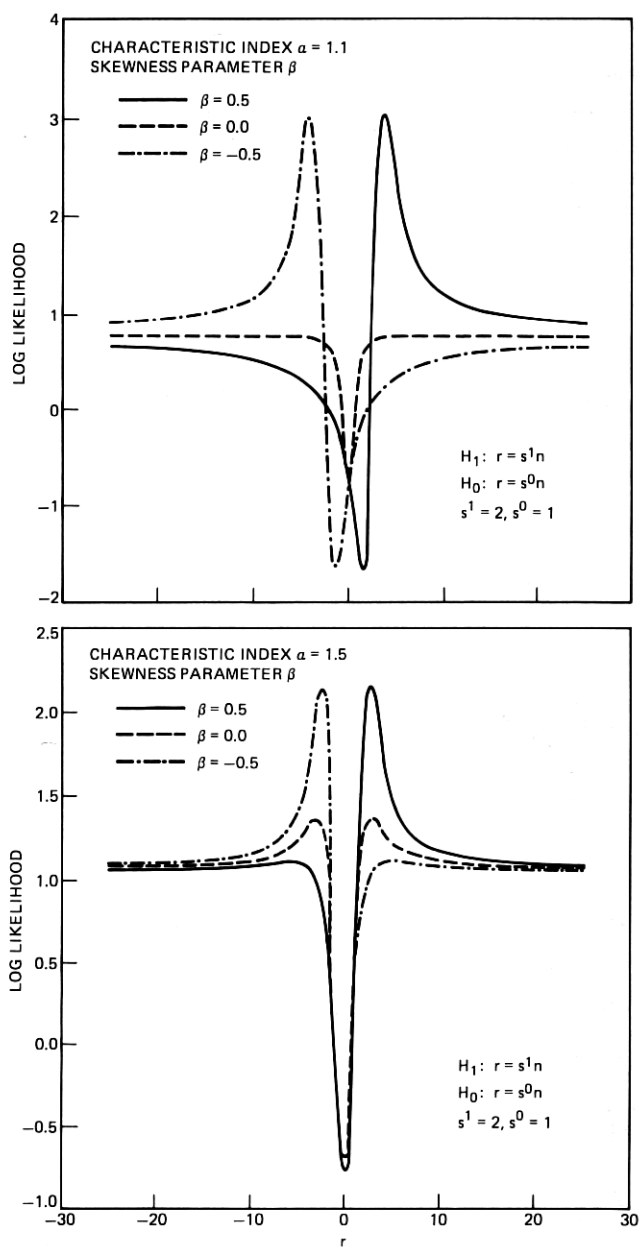 4
CHARACTERISTIC INDEX a = 1.1
SKEWNESS PARAMETER β
β = 0.5
β = 0.0
β = −0.5
3
2
1
0
−1
−2
LOG LIKELIHOOD
H₁: r = s¹n
H₀: r = s⁰n
s¹ = 2, s⁰ = 1
2.5
CHARACTERISTIC INDEX a = 1.5
SKEWNESS PARAMETER β
β = 0.5
β = 0.0
β = −0.5
2.0
1.5
1.0
0.5
0.0
−0.5
−1.0
LOG LIKELIHOOD
H₁: r = s¹n
H₀: r = s⁰n
s¹ = 2, s⁰ = 1
−30 −20 −10 0 10 20 30
r